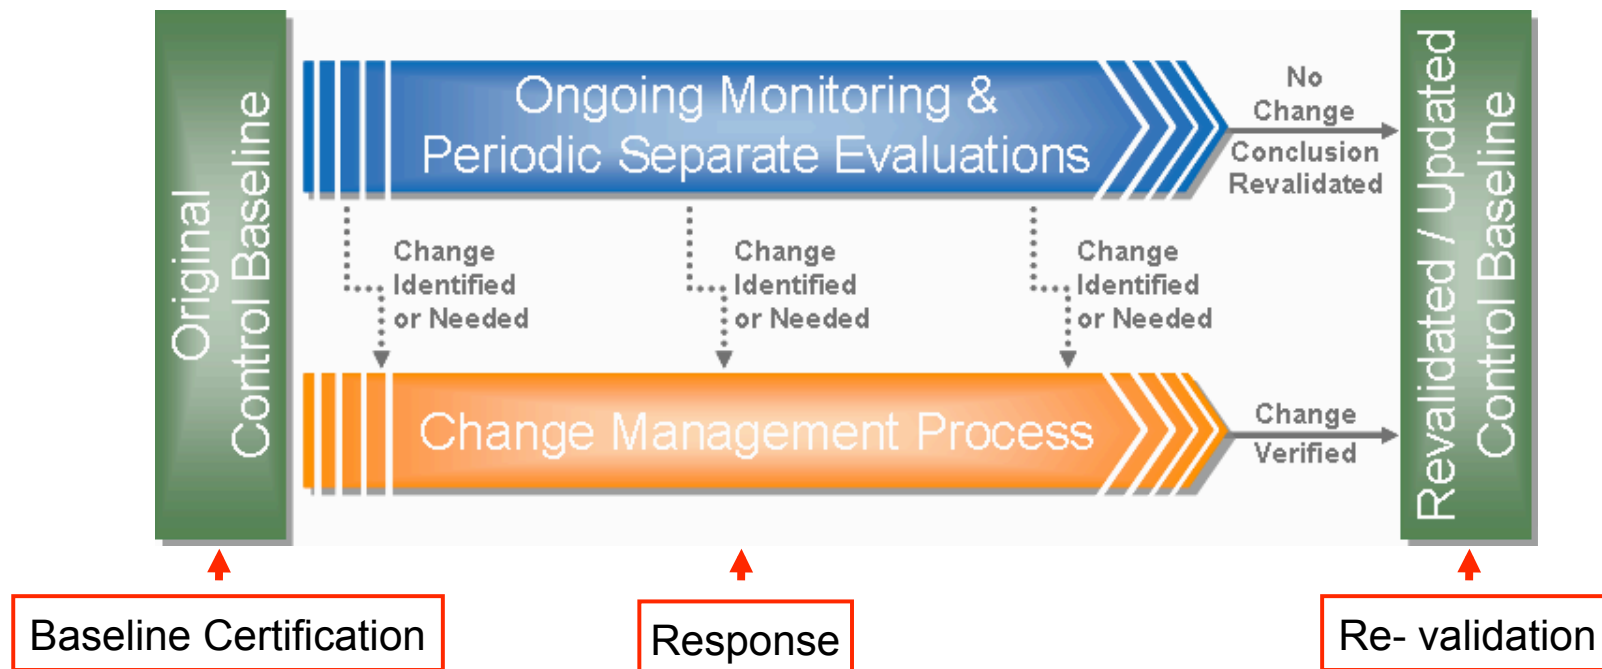 Original
Control Baseline
Ongoing Monitoring &
Periodic Separate Evaluations
No
Change
Conclusion
Revalidated
Change
Identified
or Needed
Change
Identified
or Needed
Change
Identified
or Needed
Change Management Process
Change
Verified
Revalidated / Updated
Control Baseline
Baseline Certification
Response
Re- validation